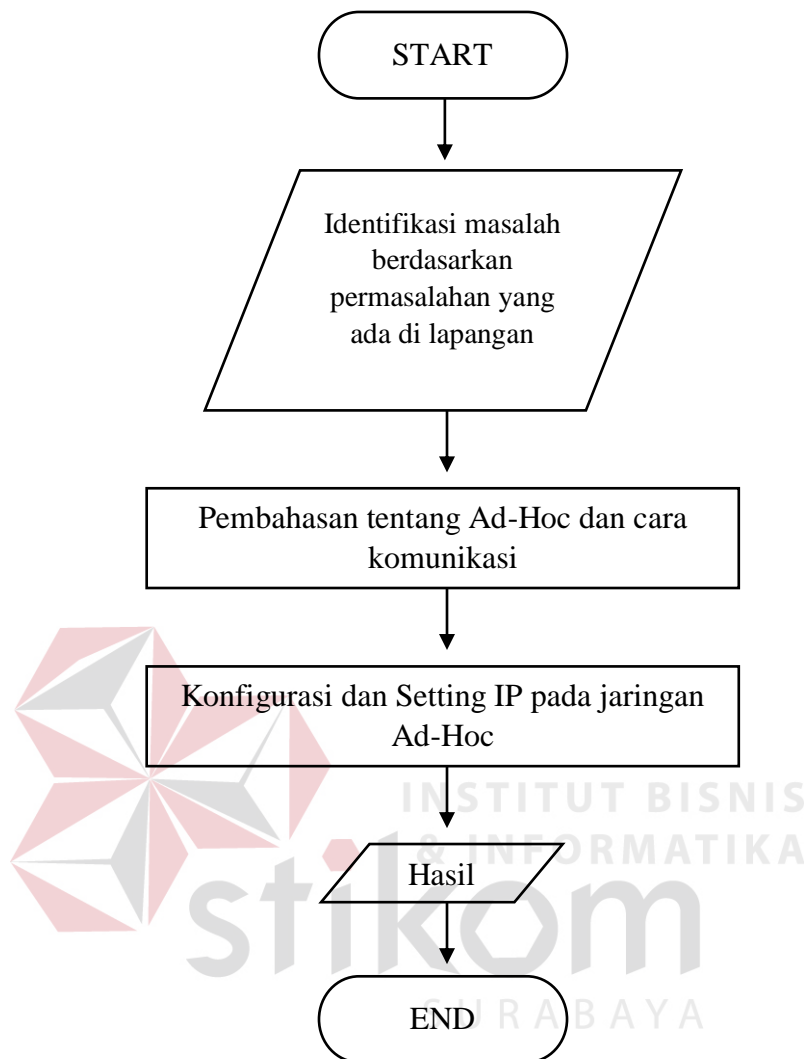 START
Identifikasi masalah
berdasarkan
permasalahan yang
ada di lapangan
Pembahasan tentang Ad-Hoc dan cara
komunikasi
Konfigurasi dan Setting IP pada jaringan
Ad-Hoc
INSTITUT BISNIS
& INFORMATIKA
Hasil
stikom
END
SURABAYA